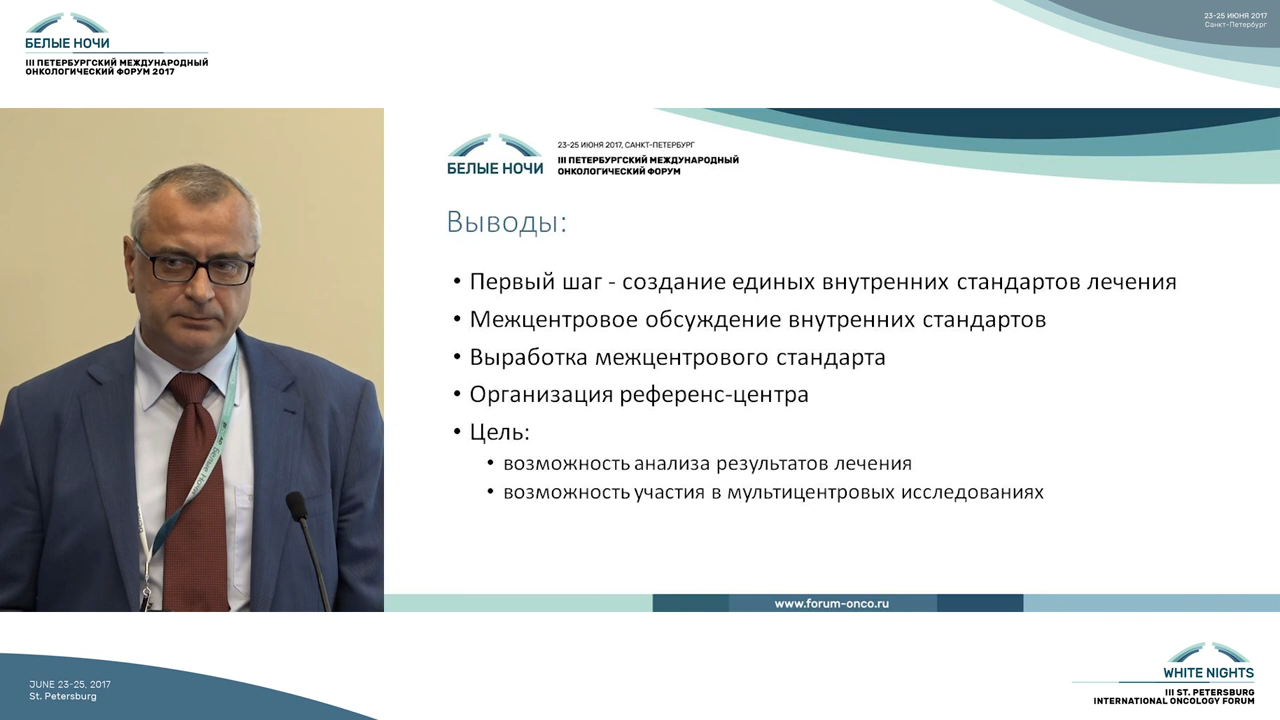 БЕЛЫЕ НОЧИ
III ПЕТЕРБУРГСКИЙ МЕЖДУНАРОДНЫЙ
ОНКОЛОГИЧЕСКИЙ ФОРУМ 2017
23-25 ИЮНЯ 2017
Санкт-Петербург
БЕЛЫЕ НОЧИ
23-25 ИЮНЯ 2017, САНКТ-ПЕТЕРБУРГ
III ПЕТЕРБУРГСКИЙ МЕЖДУНАРОДНЫЙ
ОНКОЛОГИЧЕСКИЙ ФОРУМ
Выводы:
• Первый шаг - создание единых внутренних стандартов лечения
• Межцентровое обсуждение внутренних стандартов
• Выработка межцентрового стандарта
• Организация референс-центра
• Цель:
• возможность анализа результатов лечения
• возможность участия в мультицентровых исследованиях
www.forum-onco.ru
JUNE 23-25, 2017
St. Petersburg
WHITE NIGHTS
III ST. PETERSBURG
INTERNATIONAL ONCOLOGY FORUM